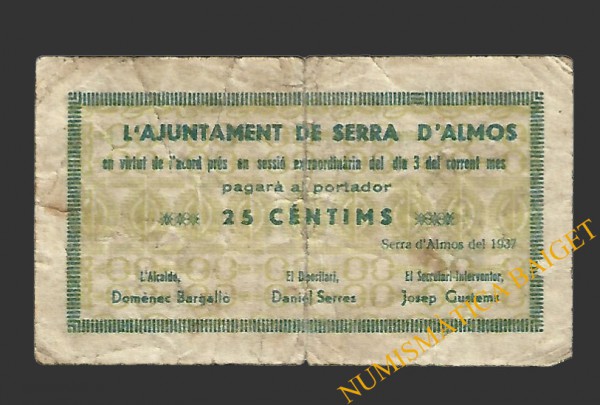 L'AJUNTAMENT DE SERRA D'ALMOS
en virtut de l'acord près en sessió extraordinària del dia 3 del corrent mes
pagarà al portador
25 CÈNTIMS
Serra d'Almos del 1937
L'Alcalde, El Dipositari, El Secretari-Interventor,
Domènec Bargalló Daniel Serres Josep Gustems
NUMISMATICA BAIGET